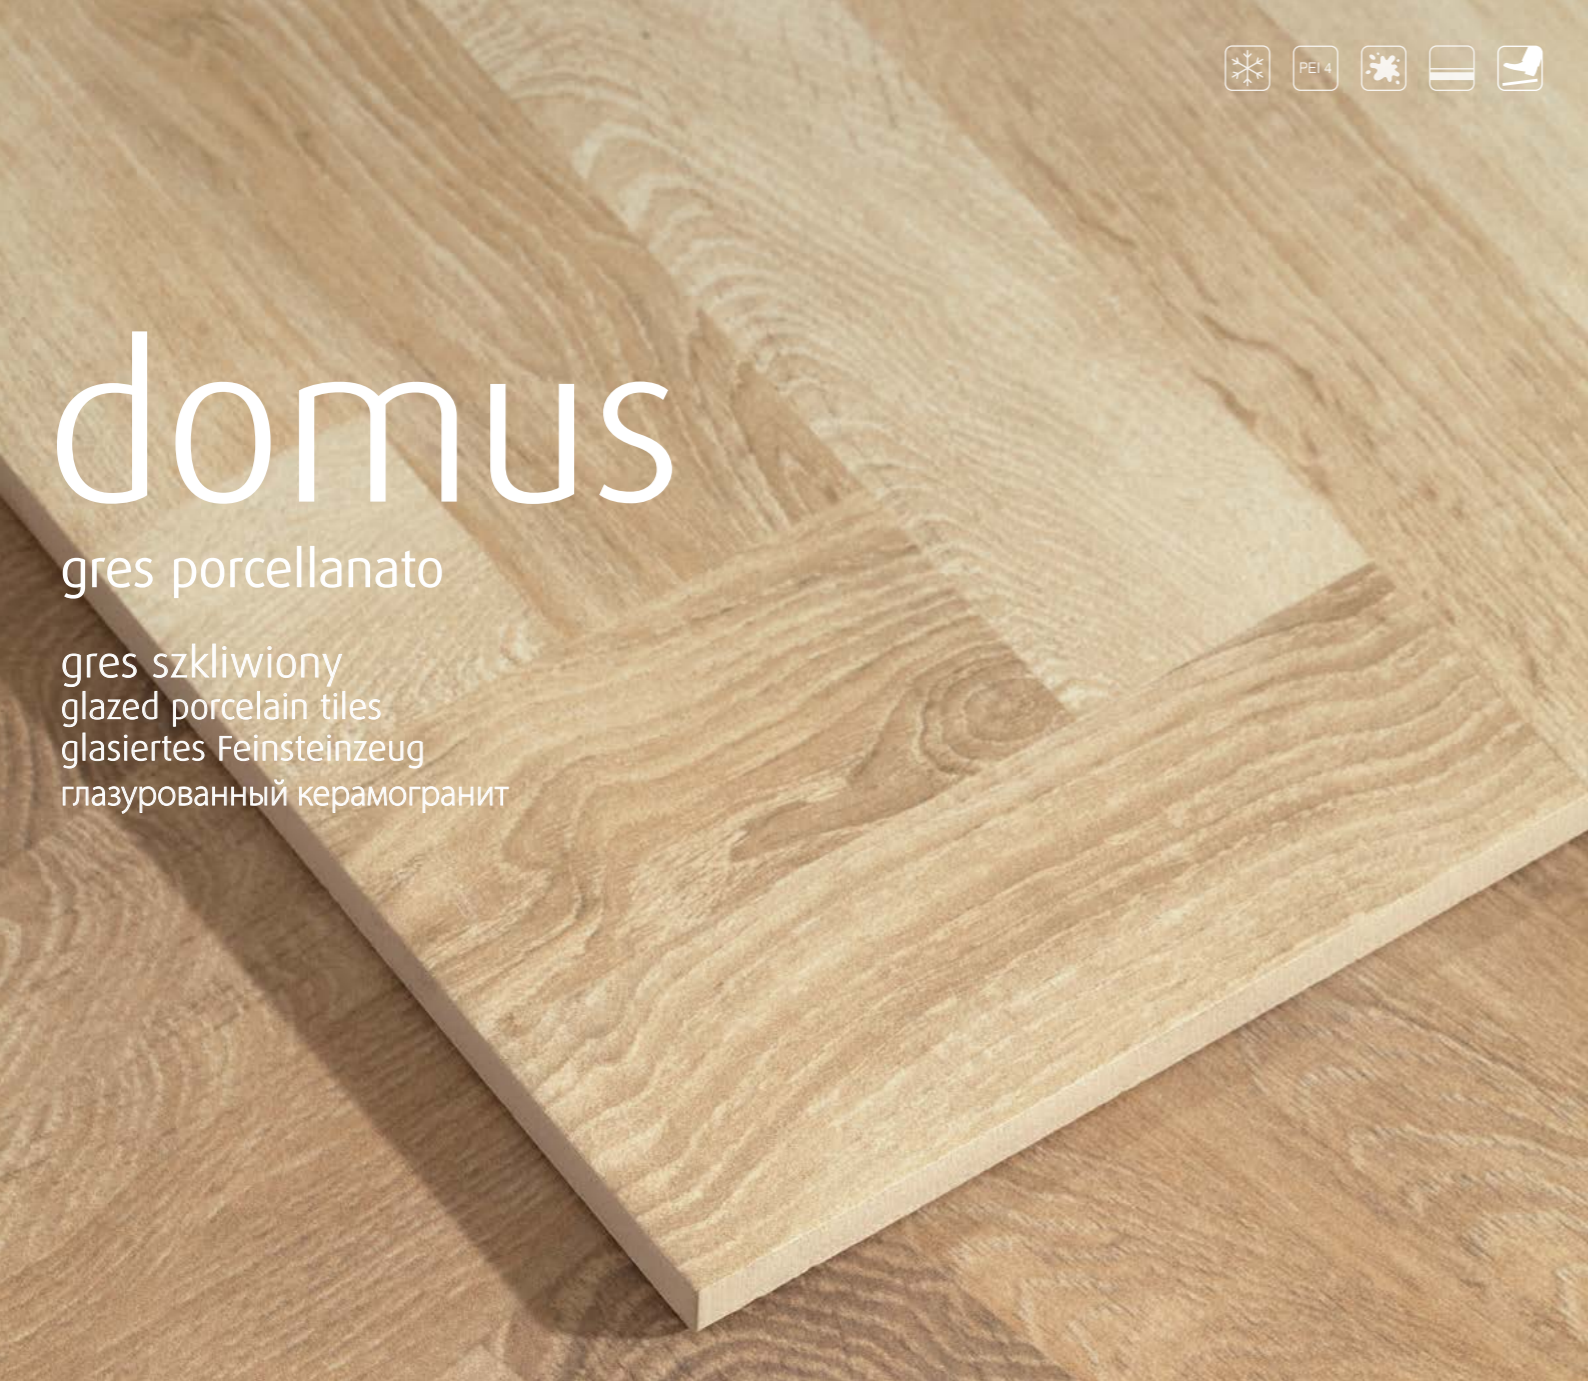 PEI 4
domus
gres porcellanato
gres szkliwiony
glazed porcelain tiles
glasiertes Feinsteinzeug
глазурованный керамогранит